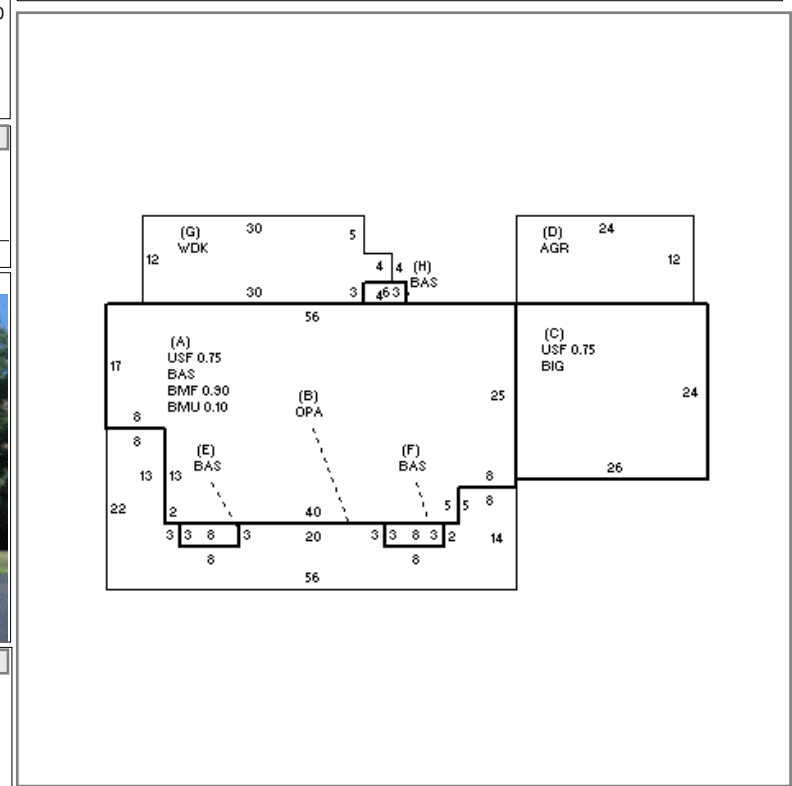 30
24
(G)
WDK
5
(D)
AGR
12
12
4
4
(H)
BAS
30
3
4
6
3
56
(A)
USF 0.75
BAS
BMF 0.90
BMU 0.10
(C)
USF 0.75
BIG
17
(B)
OPA
25
24
8
8
(E)
BAS
(F)
BAS
26
13
13
8
8
22
2
40
5
5
3
3
8
3
20
3
3
8
3
2
14
8
8
56